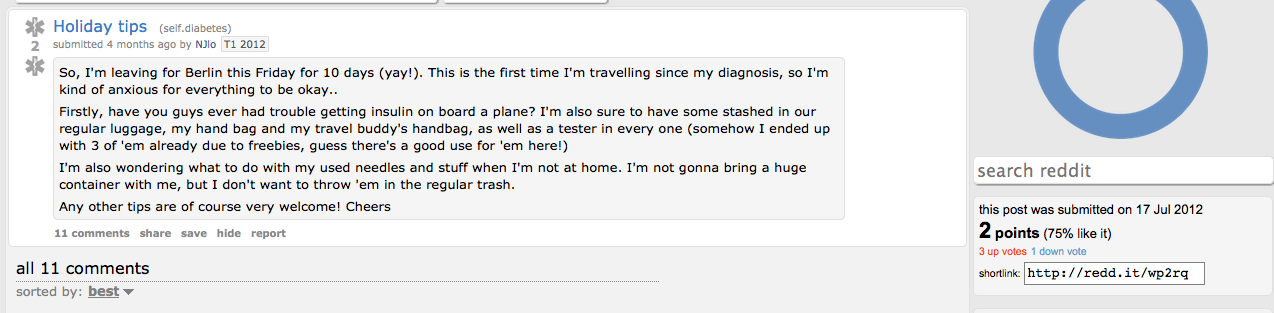 Holiday tips (self.diabetes)
2
submitted 4 months ago by NJlo T1 2012
So, I'm leaving for Berlin this Friday for 10 days (yay!). This is the first time I'm travelling since my diagnosis, so I'm
kind of anxious for everything to be okay..
Firstly, have you guys ever had trouble getting insulin on board a plane? I'm also sure to have some stashed in our
regular luggage, my hand bag and my travel buddy's handbag, as well as a tester in every one (somehow I ended up
with 3 of 'em already due to freebies, guess there's a good use for 'em here!)
I'm also wondering what to do with my used needles and stuff when I'm not at home. I'm not gonna bring a huge
container with me, but I don't want to throw 'em in the regular trash.
Any other tips are of course very welcome! Cheers
11 comments share save hide report
all 11 comments
sorted by: best
search reddit
this post was submitted on 17 Jul 2012
2 points (75% like it)
3 up votes 1 down vote
shortlink: http://redd.it/wp2rq